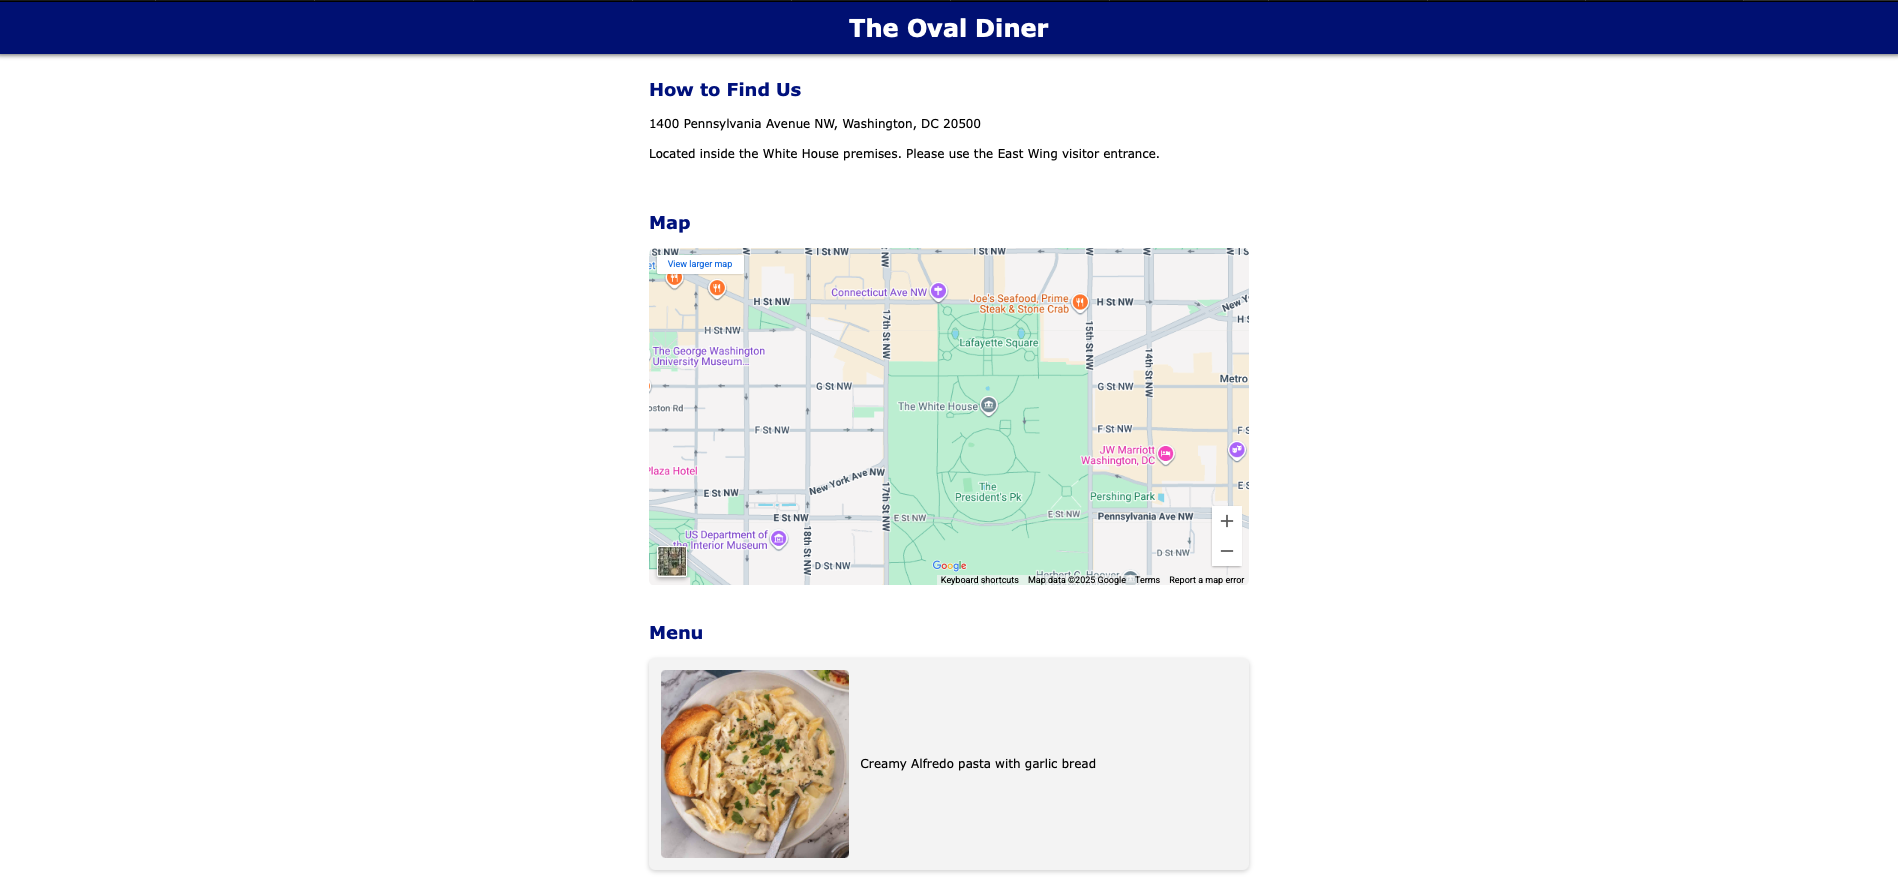 The Oval Diner
How to Find Us
1400 Pennsylvania Avenue NW, Washington, DC 20500
Located inside the White House premises. Please use the East Wing visitor entrance.
Map
St NW
I St NW
I St NW
I S
View larger map
17th St NW
Connecticut Ave NW
Joe's Seafood, Prime
Steak & Stone Crab
H St NW
H St NW
New Y
H St NW
H S
15th St NW
14th St NW
Lafayette Square
The George Washington
University Museum...
Metro
G St NW
G St NW
The White House
oston Rd
F St NW
F St NW
F S
JW Marriott
Washington, DC
Plaza Hotel
New York Ave NW
17th St NW
The
President's Pk
E St NW
E S
Pershing Park
E St NW
E St NW
E St NW
Pennsylvania Ave NW
US Department of
the Interior Museum
18th St NW
D St NW
D St NW
Google
Keyboard shortcuts Map data ©2025 Google Terms Report a map error
Menu
Creamy Alfredo pasta with garlic bread